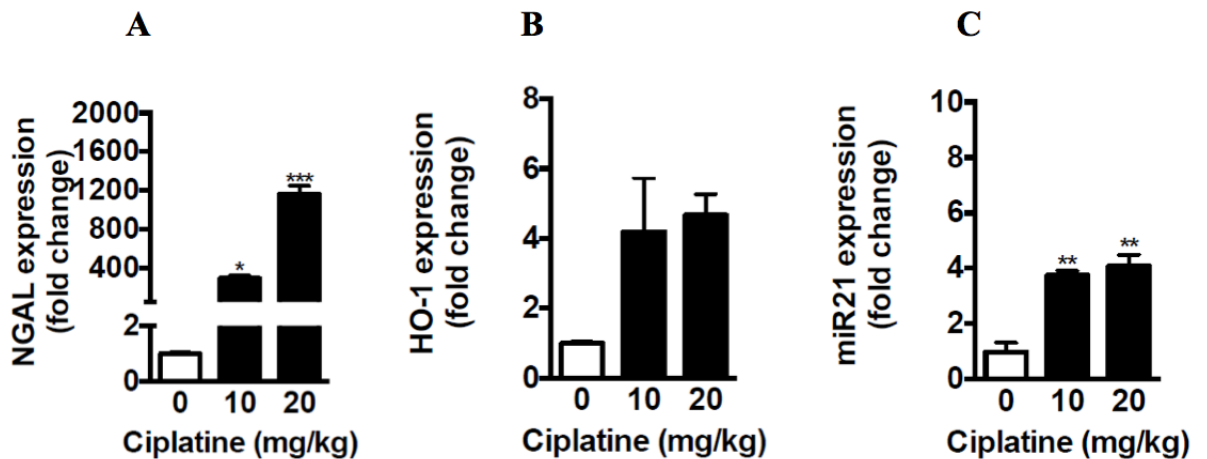 A
NGAL expression
(fold change)
2000
1600
1200
800
400
2
0
*
***
0 10 20
Ciplatine (mg/kg)
B
HO-1 expression
(fold change)
8
6
4
2
0
0 10 20
Ciplatine (mg/kg)
C
miR21 expression
(fold change)
10
8
6
4
2
0
**
**
0 10 20
Ciplatine (mg/kg)